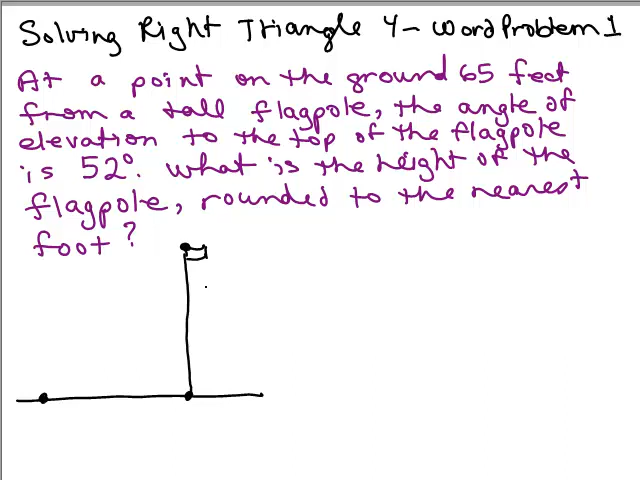 Solving Right Triangle 4 - Word Problem 1
At a point on the ground 65 feet
from a tall flagpole, the angle of
elevation to the top of the flagpole
is 52°. What is the height of the
flagpole, rounded to the nearest
foot?